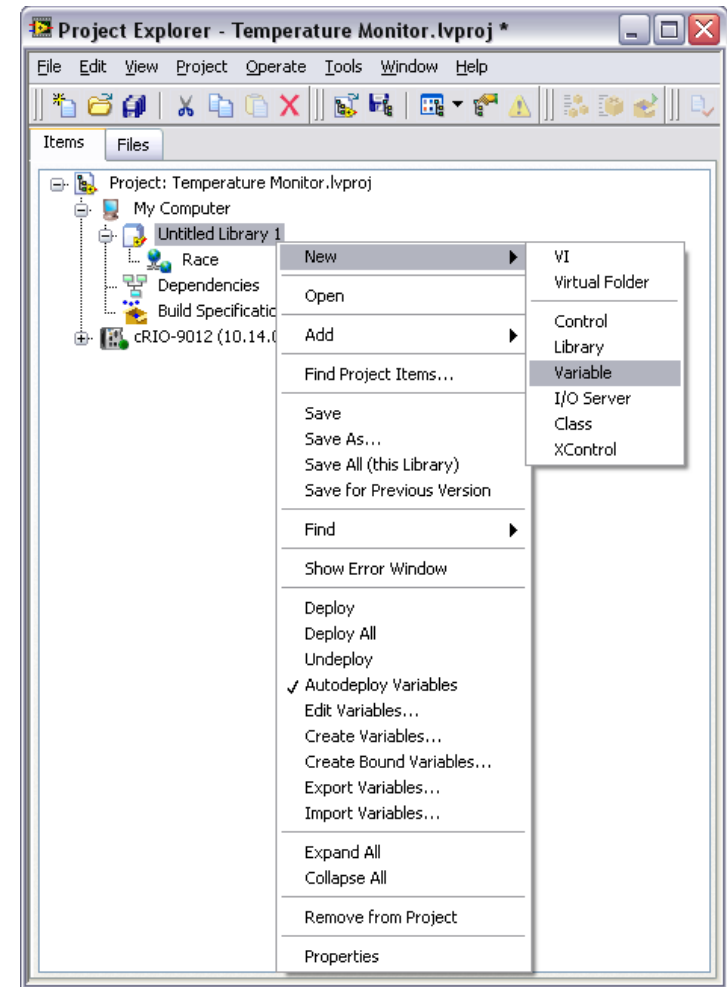 Project Explorer - Temperature Monitor.lvproj *
File Edit View Project Operate Tools Window Help
Items Files
Project: Temperature Monitor.lvproj
My Computer
Untitled Library 1
Race
Dependencies
Build Specificatio
cRIO-9012 (10.14.0
New
Open
Add
Find Project Items...
Save
Save As...
Save All (this Library)
Save for Previous Version
Find
Show Error Window
Deploy
Deploy All
Undeploy
Autodeploy Variables
Edit Variables...
Create Variables...
Create Bound Variables...
Export Variables...
Import Variables...
Expand All
Collapse All
Remove from Project
Properties
VI
Virtual Folder
Control
Library
Variable
I/O Server
Class
XControl